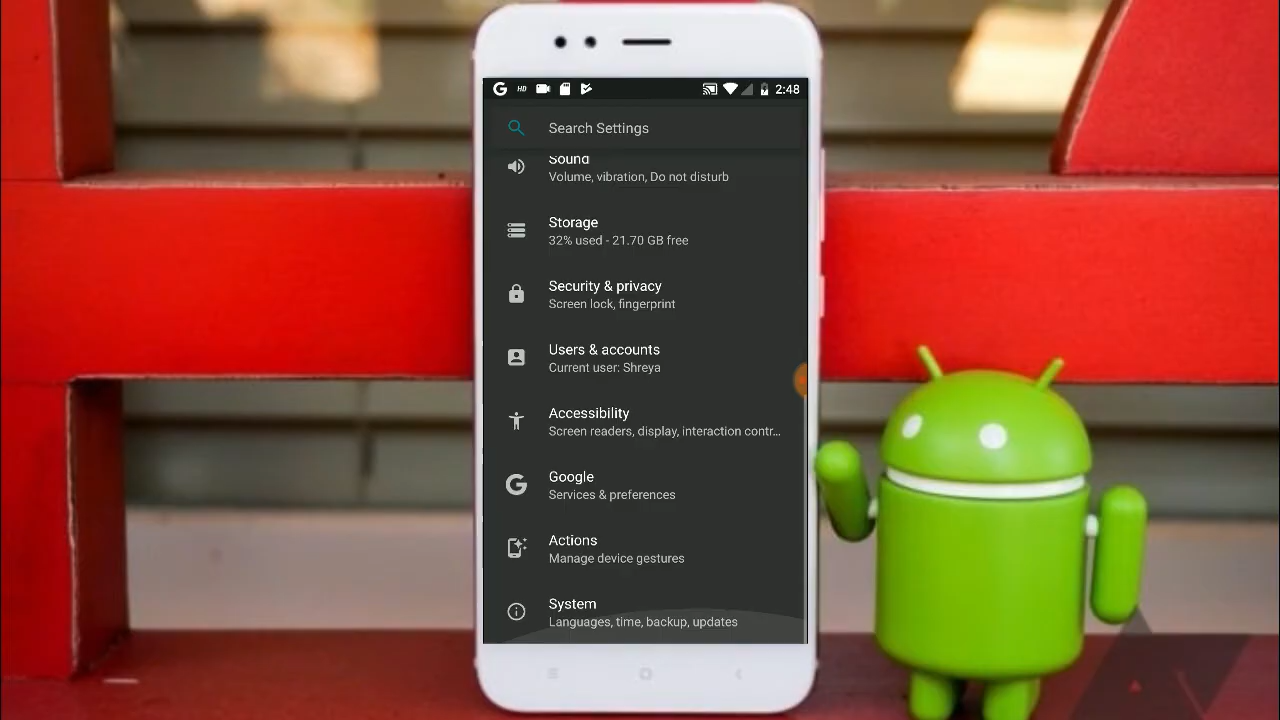 HD
2:48
Search Settings
Sound
Volume, vibration, Do not disturb
Storage
32% used - 21.70 GB free
Security & privacy
Screen lock, fingerprint
Users & accounts
Current user: Shreya
Accessibility
Screen readers, display, interaction contr...
Google
Services & preferences
Actions
Manage device gestures
System
Languages, time, backup, updates